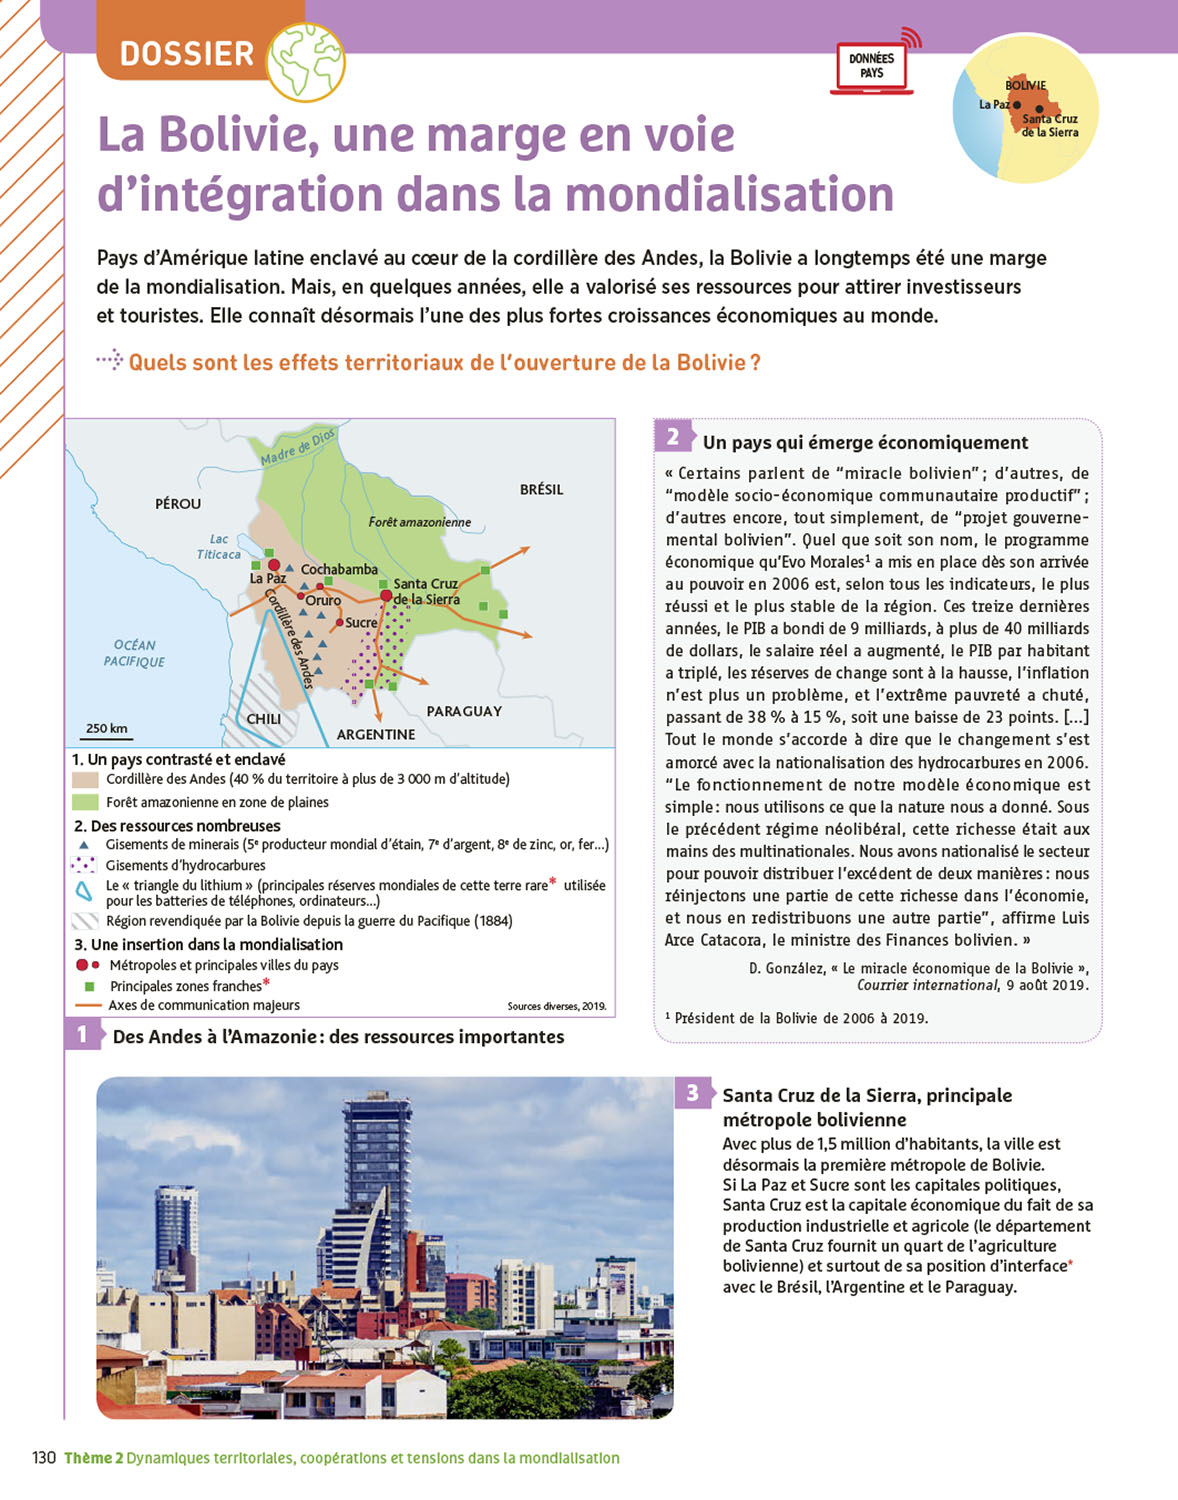 DOSSIER
DONNÉES
PAYS
BOLIVIE
La Paz
Santa Cruz
de la Sierra
La Bolivie, une marge en voie
d'intégration dans la mondialisation
Pays d'Amérique latine enclavé au cœur de la cordillère des Andes, la Bolivie a longtemps été une marge
de la mondialisation. Mais, en quelques années, elle a valorisé ses ressources pour attirer investisseurs
et touristes. Elle connaît désormais l'une des plus fortes croissances économiques au monde.
Quels sont les effets territoriaux de l'ouverture de la Bolivie ?
Madre de Dios
PÉROU
BRÉSIL
Forêt amazonienne
Lac
Titicaca
La Paz
Cochabamba
Santa Cruz
de la Sierra
Oruro
Sucre
Cordillère des Andes
OCÉAN
PACIFIQUE
CHILI
PARAGUAY
ARGENTINE
250 km
1. Un pays contrasté et enclavé
Cordillère des Andes (40 % du territoire à plus de 3 000 m d'altitude)
Forêt amazonienne en zone de plaines
2. Des ressources nombreuses
Gisements de minerais (5e producteur mondial d'étain, 7e d'argent, 8e de zinc, or, fer...)
Gisements d'hydrocarbures
Le « triangle du lithium » (principales réserves mondiales de cette terre rare* utilisée
pour les batteries de téléphones, ordinateurs...)
Région revendiquée par la Bolivie depuis la guerre du Pacifique (1884)
3. Une insertion dans la mondialisation
Métropoles et principales villes du pays
Principales zones franches*
Axes de communication majeurs
Sources diverses, 2019.
1 Des Andes à l'Amazonie : des ressources importantes
2 Un pays qui émerge économiquement
« Certains parlent de “miracle bolivien” ; d'autres, de
“modèle socio-économique communautaire productif” ;
d'autres encore, tout simplement, de “projet gouverne-
mental bolivien”. Quel que soit son nom, le programme
économique qu'Evo Morales¹ a mis en place dès son arrivée
au pouvoir en 2006 est, selon tous les indicateurs, le plus
réussi et le plus stable de la région. Ces treize dernières
années, le PIB a bondi de 9 milliards, à plus de 40 milliards
de dollars, le salaire réel a augmenté, le PIB par habitant
a triplé, les réserves de change sont à la hausse, l'inflation
n'est plus un problème, et l'extrême pauvreté a chuté,
passant de 38 % à 15 %, soit une baisse de 23 points. [...]
Tout le monde s'accorde à dire que le changement s'est
amorcé avec la nationalisation des hydrocarbures en 2006.
“Le fonctionnement de notre modèle économique est
simple : nous utilisons ce que la nature nous a donné. Sous
le précédent régime néolibéral, cette richesse était aux
mains des multinationales. Nous avons nationalisé le secteur
pour pouvoir distribuer l'excédent de deux manières : nous
réinjectons une partie de cette richesse dans l'économie,
et nous en redistribuons une autre partie”, affirme Luis
Arce Catacora, le ministre des Finances bolivien. »
D. González, « Le miracle économique de la Bolivie »,
Courrier international, 9 août 2019.
¹ Président de la Bolivie de 2006 à 2019.
3 Santa Cruz de la Sierra, principale
métropole bolivienne
Avec plus de 1,5 million d'habitants, la ville est
désormais la première métropole de Bolivie.
Si La Paz et Sucre sont les capitales politiques,
Santa Cruz est la capitale économique du fait de sa
production industrielle et agricole (le département
de Santa Cruz fournit un quart de l'agriculture
bolivienne) et surtout de sa position d'interface*
avec le Brésil, l'Argentine et le Paraguay.
130 Thème 2 Dynamiques territoriales, coopérations et tensions dans la mondialisation